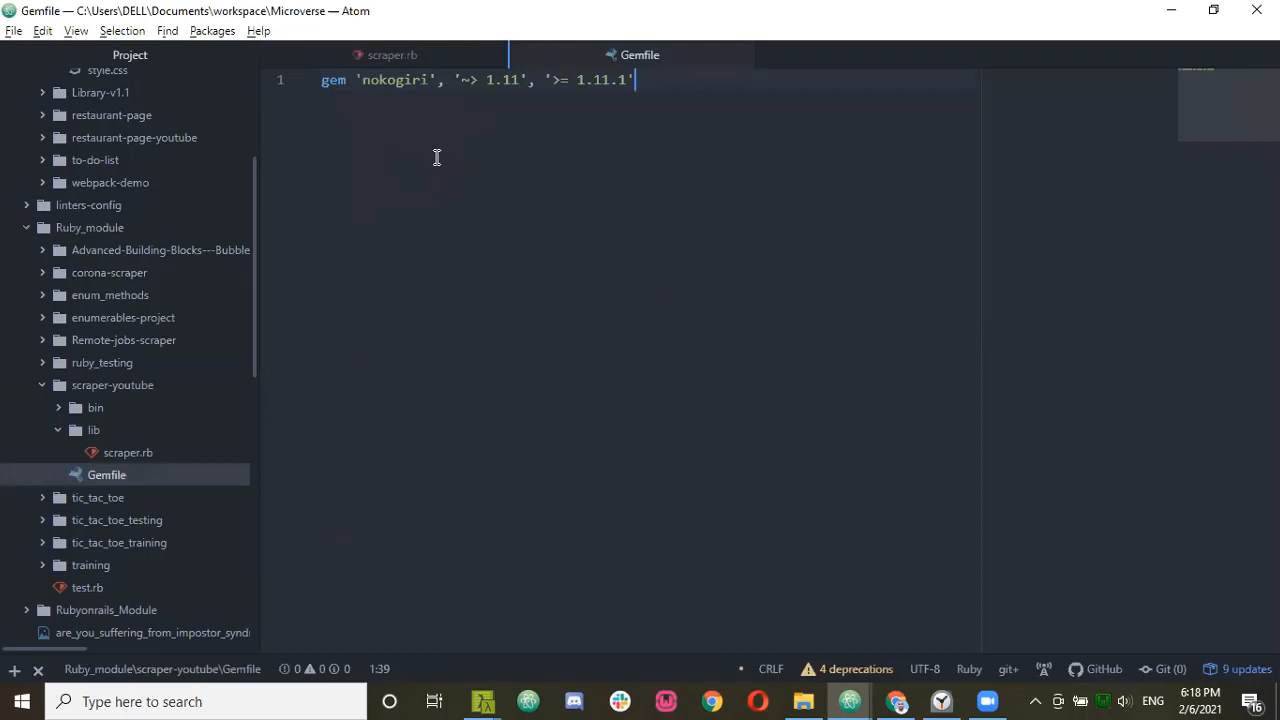 Gemfile — C:\Users\DELL\Documents\workspace\Microverse — Atom
File Edit View Selection Find Packages Help
Project
scraper.rb
Gemfile
style.css
Library-v1.1
restaurant-page
restaurant-page-youtube
to-do-list
webpack-demo
linters-config
Ruby_module
Advanced-Building-Blocks---Bubble
corona-scraper
enum_methods
enumerables-project
Remote-jobs-scraper
ruby_testing
scraper-youtube
bin
lib
scraper.rb
Gemfile
tic_tac_toe
tic_tac_toe_testing
tic_tac_toe_training
training
test.rb
Rubyonrails_Module
are_you_suffering_from_impostor_synd
1 gem 'nokogiri', '~> 1.11', '>= 1.11.1'
Ruby_module\scraper-youtube\Gemfile 0 0 0 1:39 CRLF 4 deprecations UTF-8 Ruby git+ GitHub Git (0) 9 updates
Type here to search
ENG
6:18 PM
2/6/2021
16